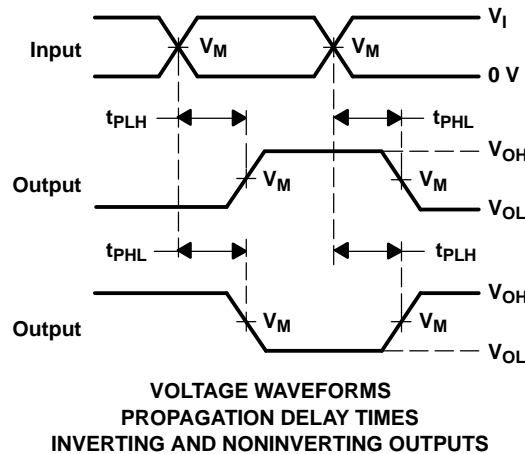 V_I
Input V_M V_M
0 V
t_PLH t_PHL
V_OH
Output V_M V_M
V_OL
t_PHL t_PLH
V_OH
Output V_M V_M
V_OL
VOLTAGE WAVEFORMS
PROPAGATION DELAY TIMES
INVERTING AND NONINVERTING OUTPUTS